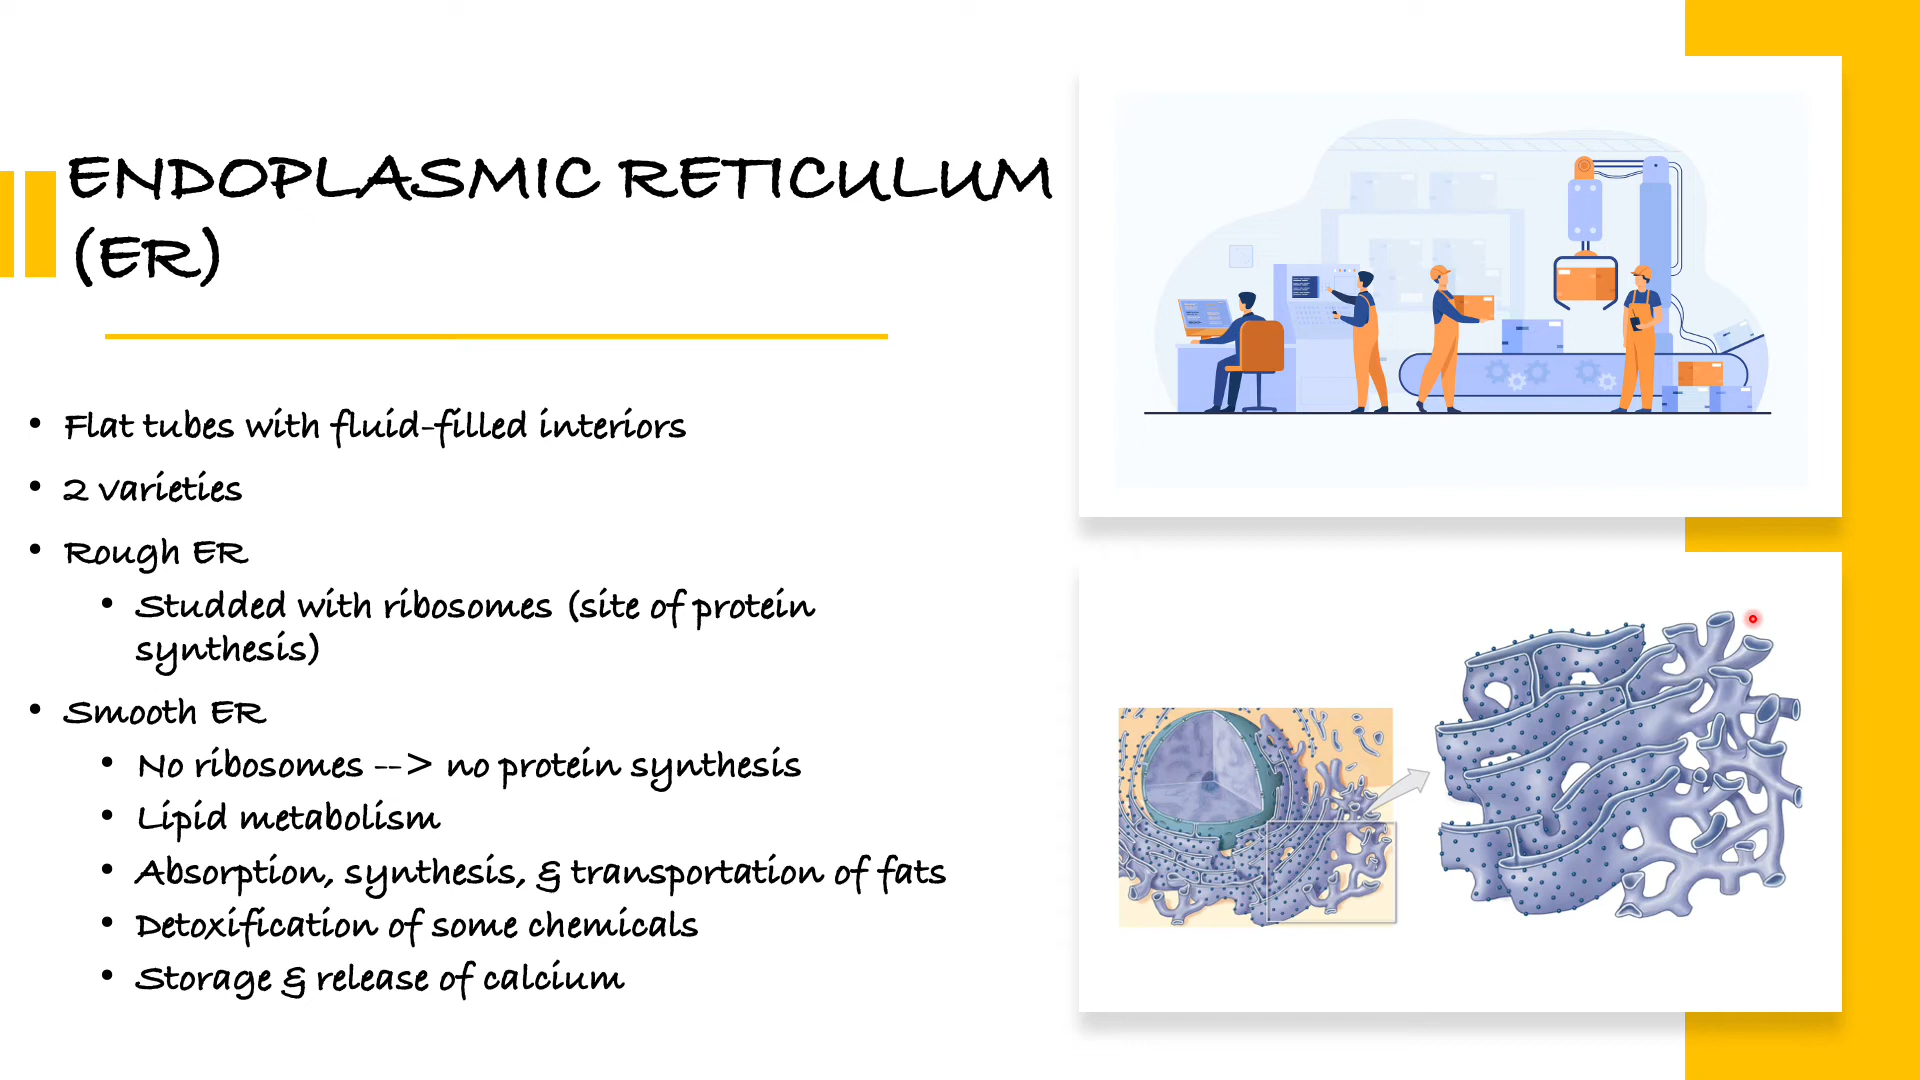 ENDOPLASMIC RETICULUM
(ER)
• Flat tubes with fluid-filled interiors
• 2 varieties
• Rough ER
• Studded with ribosomes (site of protein
synthesis)
• Smooth ER
• No ribosomes --> no protein synthesis
• Lipid metabolism
• Absorption, synthesis, & transportation of fats
• Detoxification of some chemicals
• Storage & release of calcium